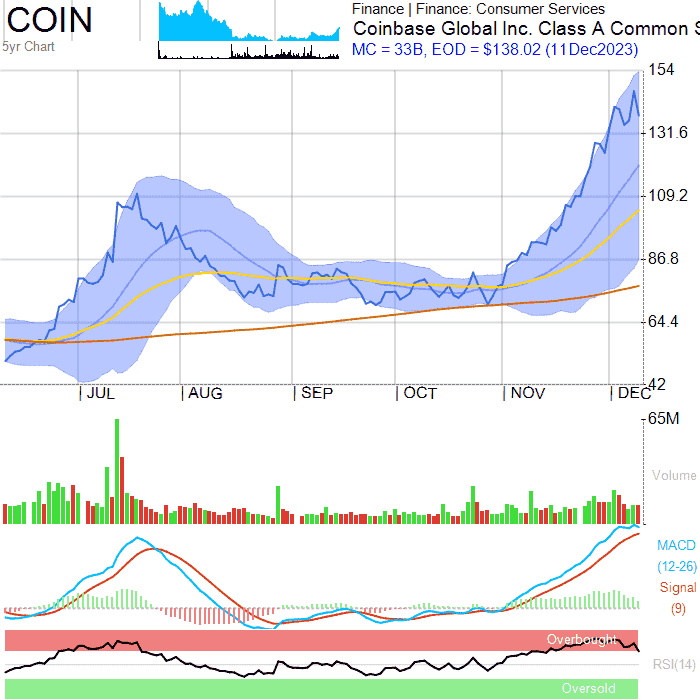 COIN
5yr Chart
Finance | Finance: Consumer Services
Coinbase Global Inc. Class A Common S
MC = 33B, EOD = $138.02 (11Dec2023)
154
131.6
109.2
86.8
64.4
42
JUL AUG SEP OCT NOV DEC
65M
Volume
MACD
(12-26)
Signal
(9)
Overbought
RSI(14)
Oversold